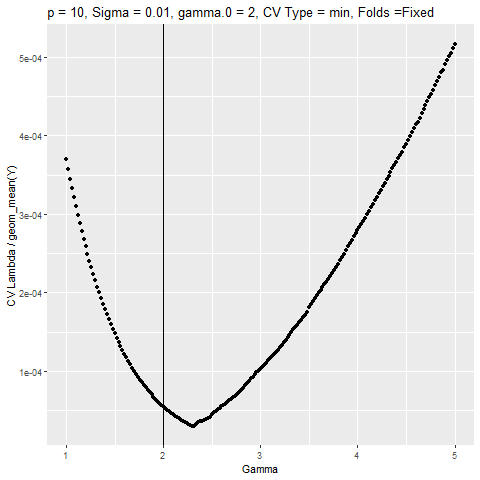 p = 10, Sigma = 0.01, gamma.0 = 2, CV Type = min, Folds =Fixed
CV Lambda / geom_mean(Y)
5e-04
4e-04
3e-04
2e-04
1e-04
1
2
3
4
5
Gamma